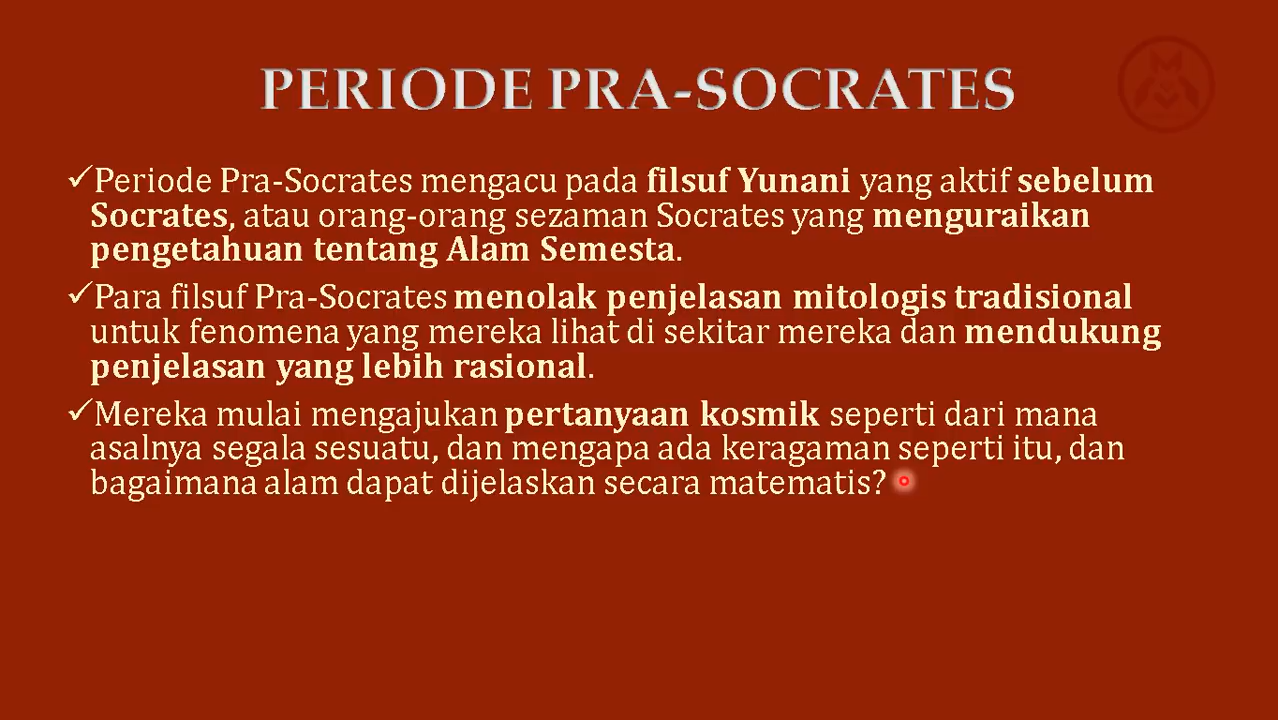 PERIODE PRA-SOCRATES
✓Periode Pra-Socrates mengacu pada filsuf Yunani yang aktif sebelum
Socrates, atau orang-orang sezaman Socrates yang menguraikan
pengetahuan tentang Alam Semesta.
✓Para filsuf Pra-Socrates menolak penjelasan mitologis tradisional
untuk fenomena yang mereka lihat di sekitar mereka dan mendukung
penjelasan yang lebih rasional.
✓Mereka mulai mengajukan pertanyaan kosmik seperti dari mana
asalnya segala sesuatu, dan mengapa ada keragaman seperti itu, dan
bagaimana alam dapat dijelaskan secara matematis?